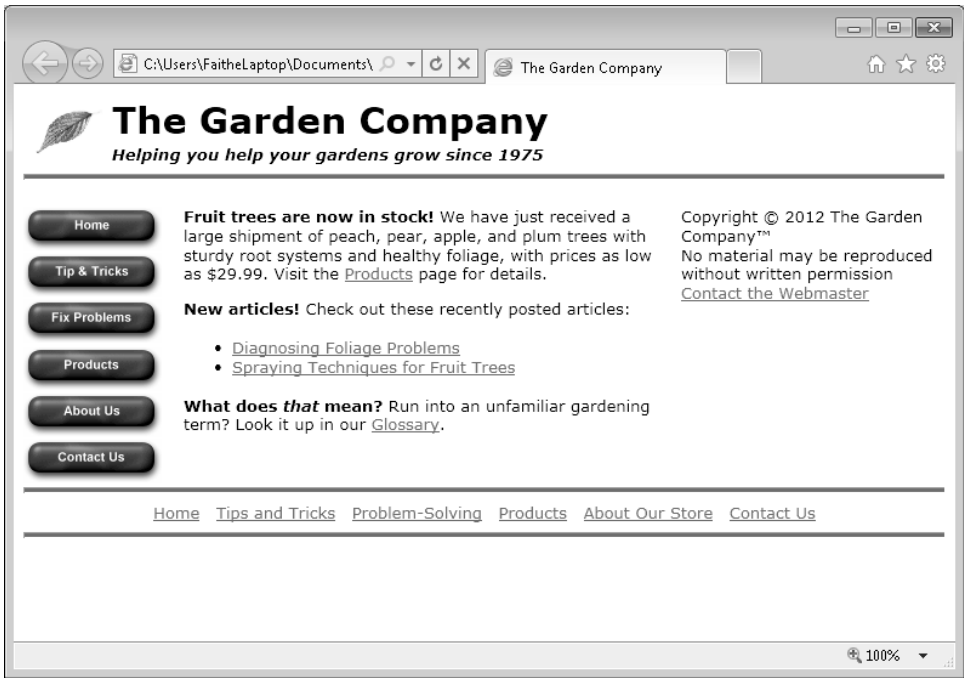 C:\Users\FaitheLaptop\Documents\
The Garden Company
The Garden Company
Helping you help your gardens grow since 1975
Home
Tip & Tricks
Fix Problems
Products
About Us
Contact Us
Fruit trees are now in stock! We have just received a
large shipment of peach, pear, apple, and plum trees with
sturdy root systems and healthy foliage, with prices as low
as $29.99. Visit the Products page for details.
New articles! Check out these recently posted articles:
• Diagnosing Foliage Problems
• Spraying Techniques for Fruit Trees
What does that mean? Run into an unfamiliar gardening
term? Look it up in our Glossary.
Copyright © 2012 The Garden
Company™
No material may be reproduced
without written permission
Contact the Webmaster
Home Tips and Tricks Problem-Solving Products About Our Store Contact Us
100%